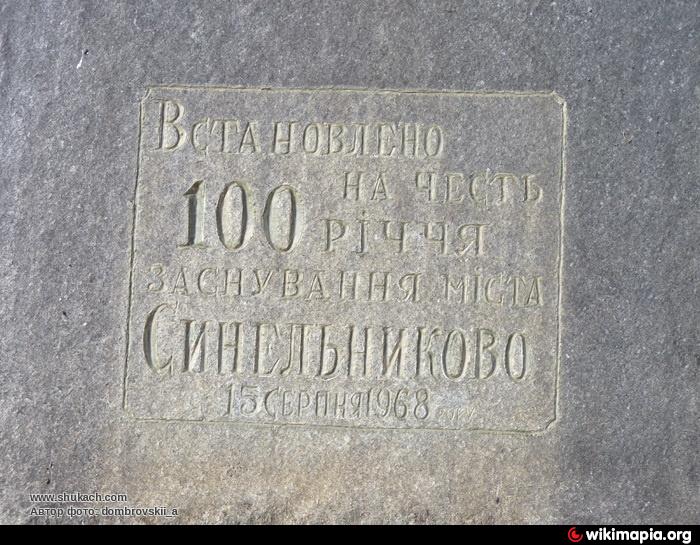 Встановлено
на честь
100 річчя
заснування міста
Синельниково
15 серпня 1968 року
www.shukach.com
Автор фото: dombrovskii_a
wikimapia.org